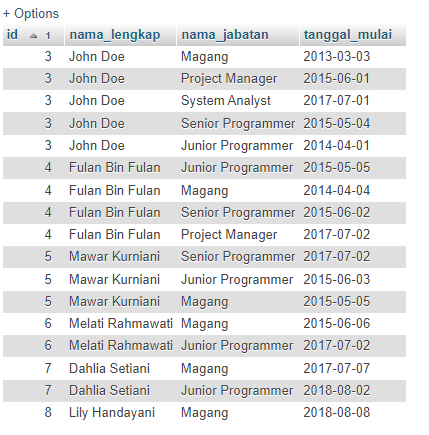 + Options
id 1 nama_lengkap nama_jabatan tanggal_mulai
3 John Doe Magang 2013-03-03
3 John Doe Project Manager 2015-06-01
3 John Doe System Analyst 2017-07-01
3 John Doe Senior Programmer 2015-05-04
3 John Doe Junior Programmer 2014-04-01
4 Fulan Bin Fulan Junior Programmer 2015-05-05
4 Fulan Bin Fulan Magang 2014-04-04
4 Fulan Bin Fulan Senior Programmer 2015-06-02
4 Fulan Bin Fulan Project Manager 2017-07-02
5 Mawar Kurniani Senior Programmer 2017-07-02
5 Mawar Kurniani Junior Programmer 2015-06-03
5 Mawar Kurniani Magang 2015-05-05
6 Melati Rahmawati Magang 2015-06-06
6 Melati Rahmawati Junior Programmer 2017-07-02
7 Dahlia Setiani Magang 2017-07-07
7 Dahlia Setiani Junior Programmer 2018-08-02
8 Lily Handayani Magang 2018-08-08